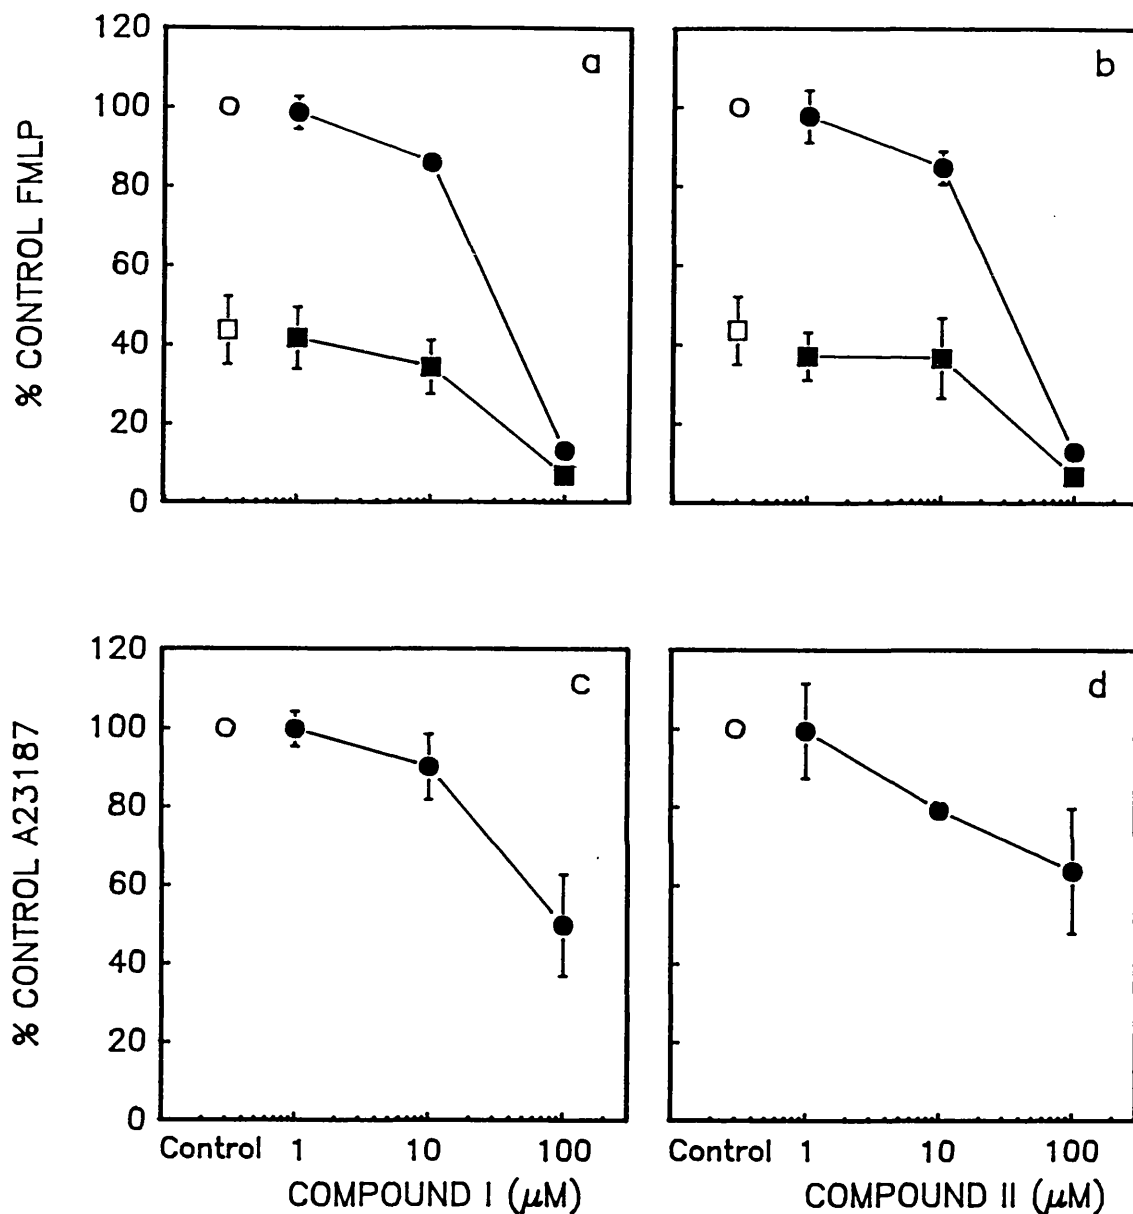 120
100
80
60
40
20
0
% CONTROL FMLP
a
b
120
100
80
60
40
20
0
% CONTROL A23187
c
d
Control 1 10 100
COMPOUND I (μM)
Control 1 10 100
COMPOUND II (μM)